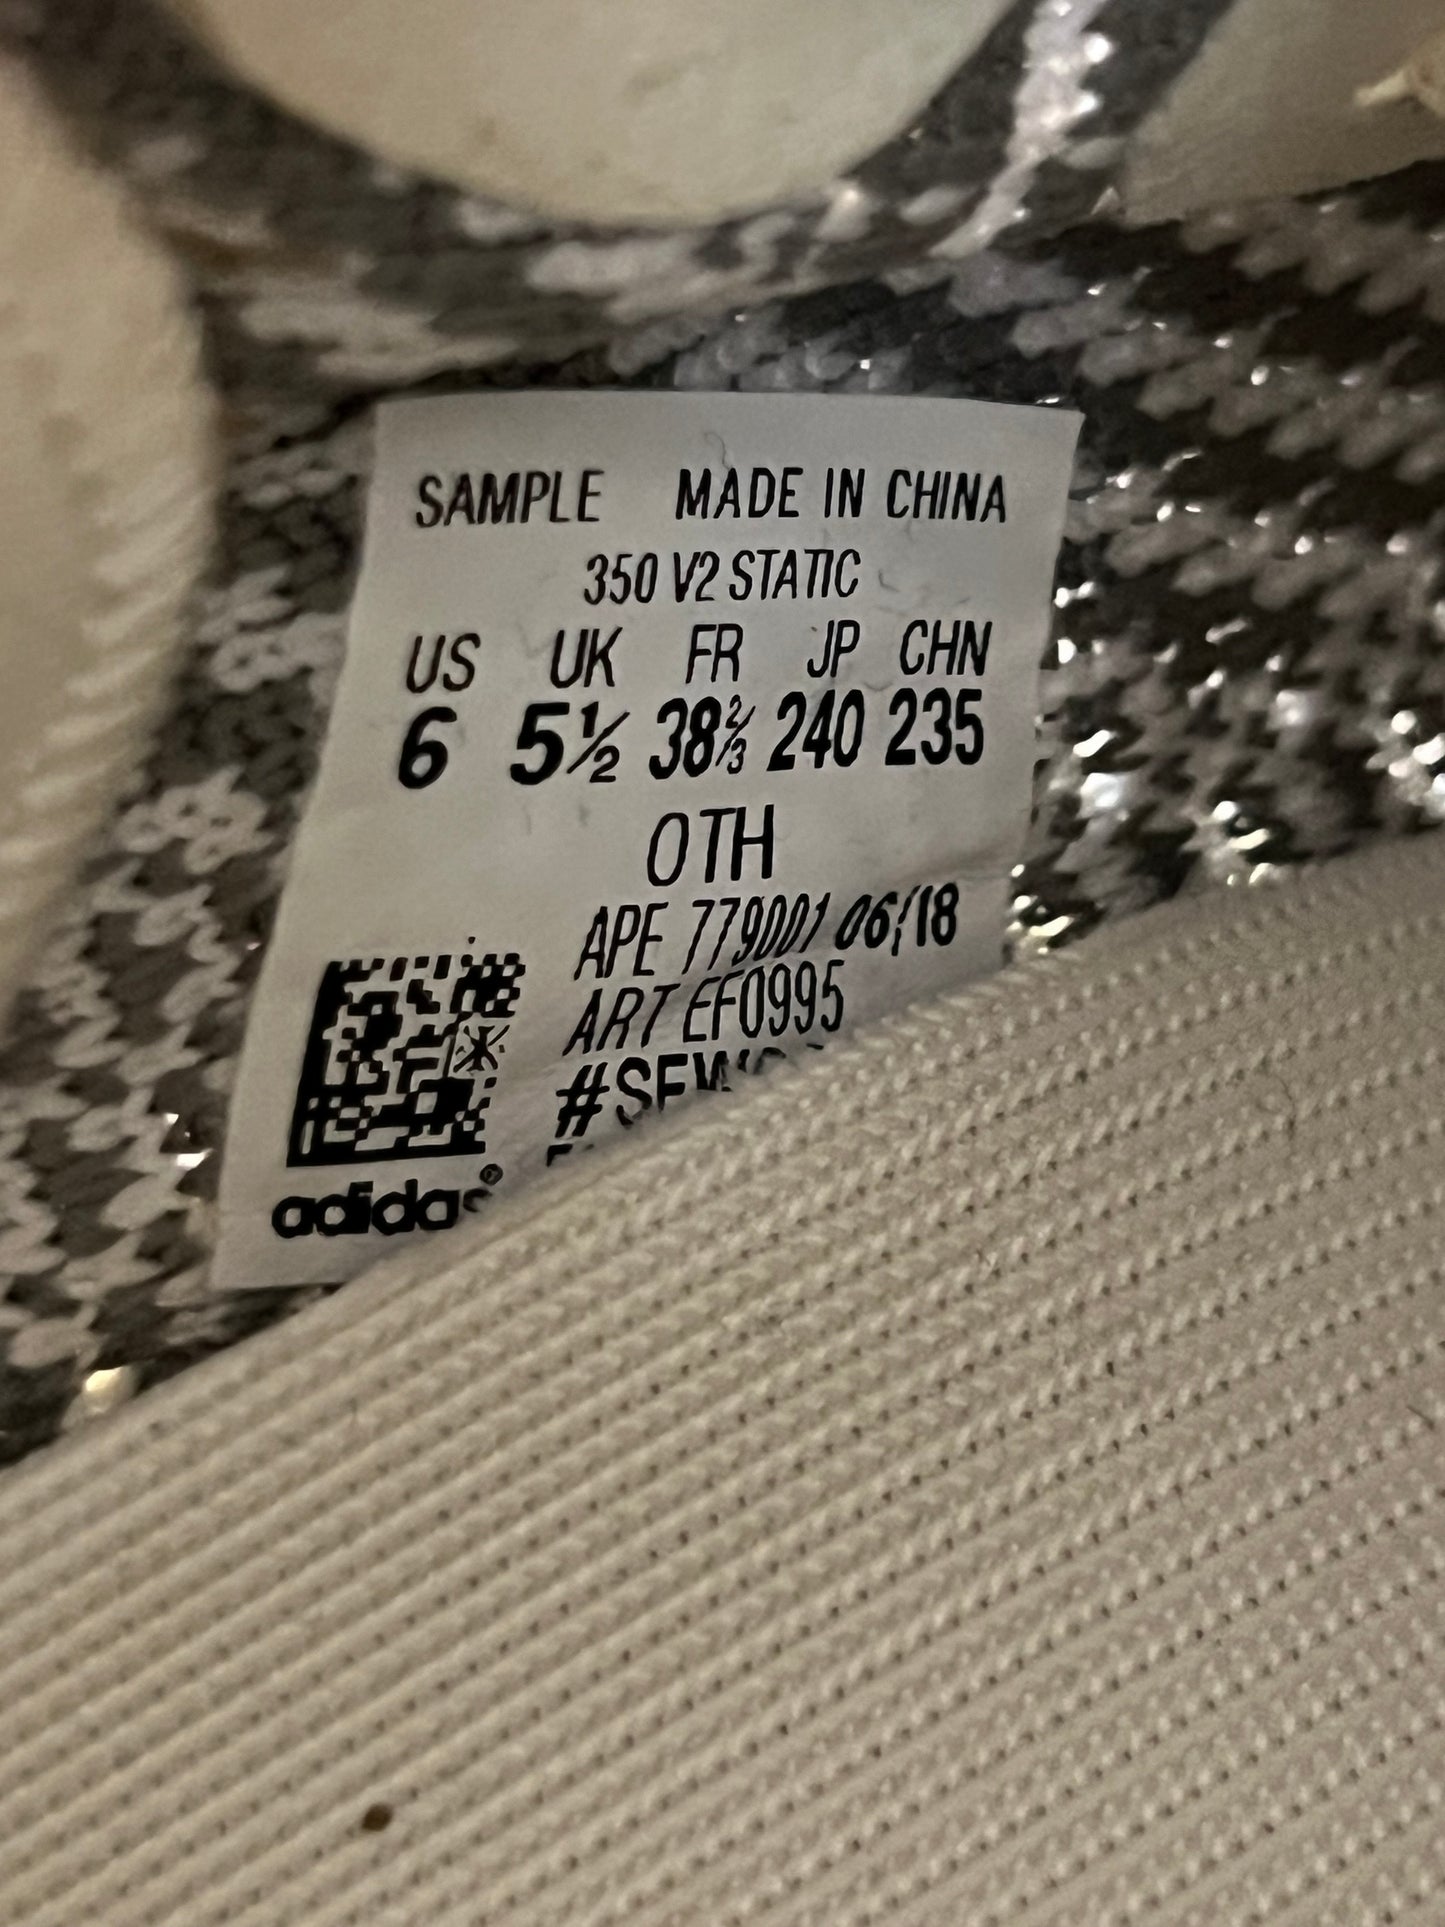 SAMPLE MADE IN CHINA
350 V2 STATIC
US UK FR JP CHN
6 5½ 38⅔ 240 235
OTH
APE 779001 06/18
ART EF0995
adidas®